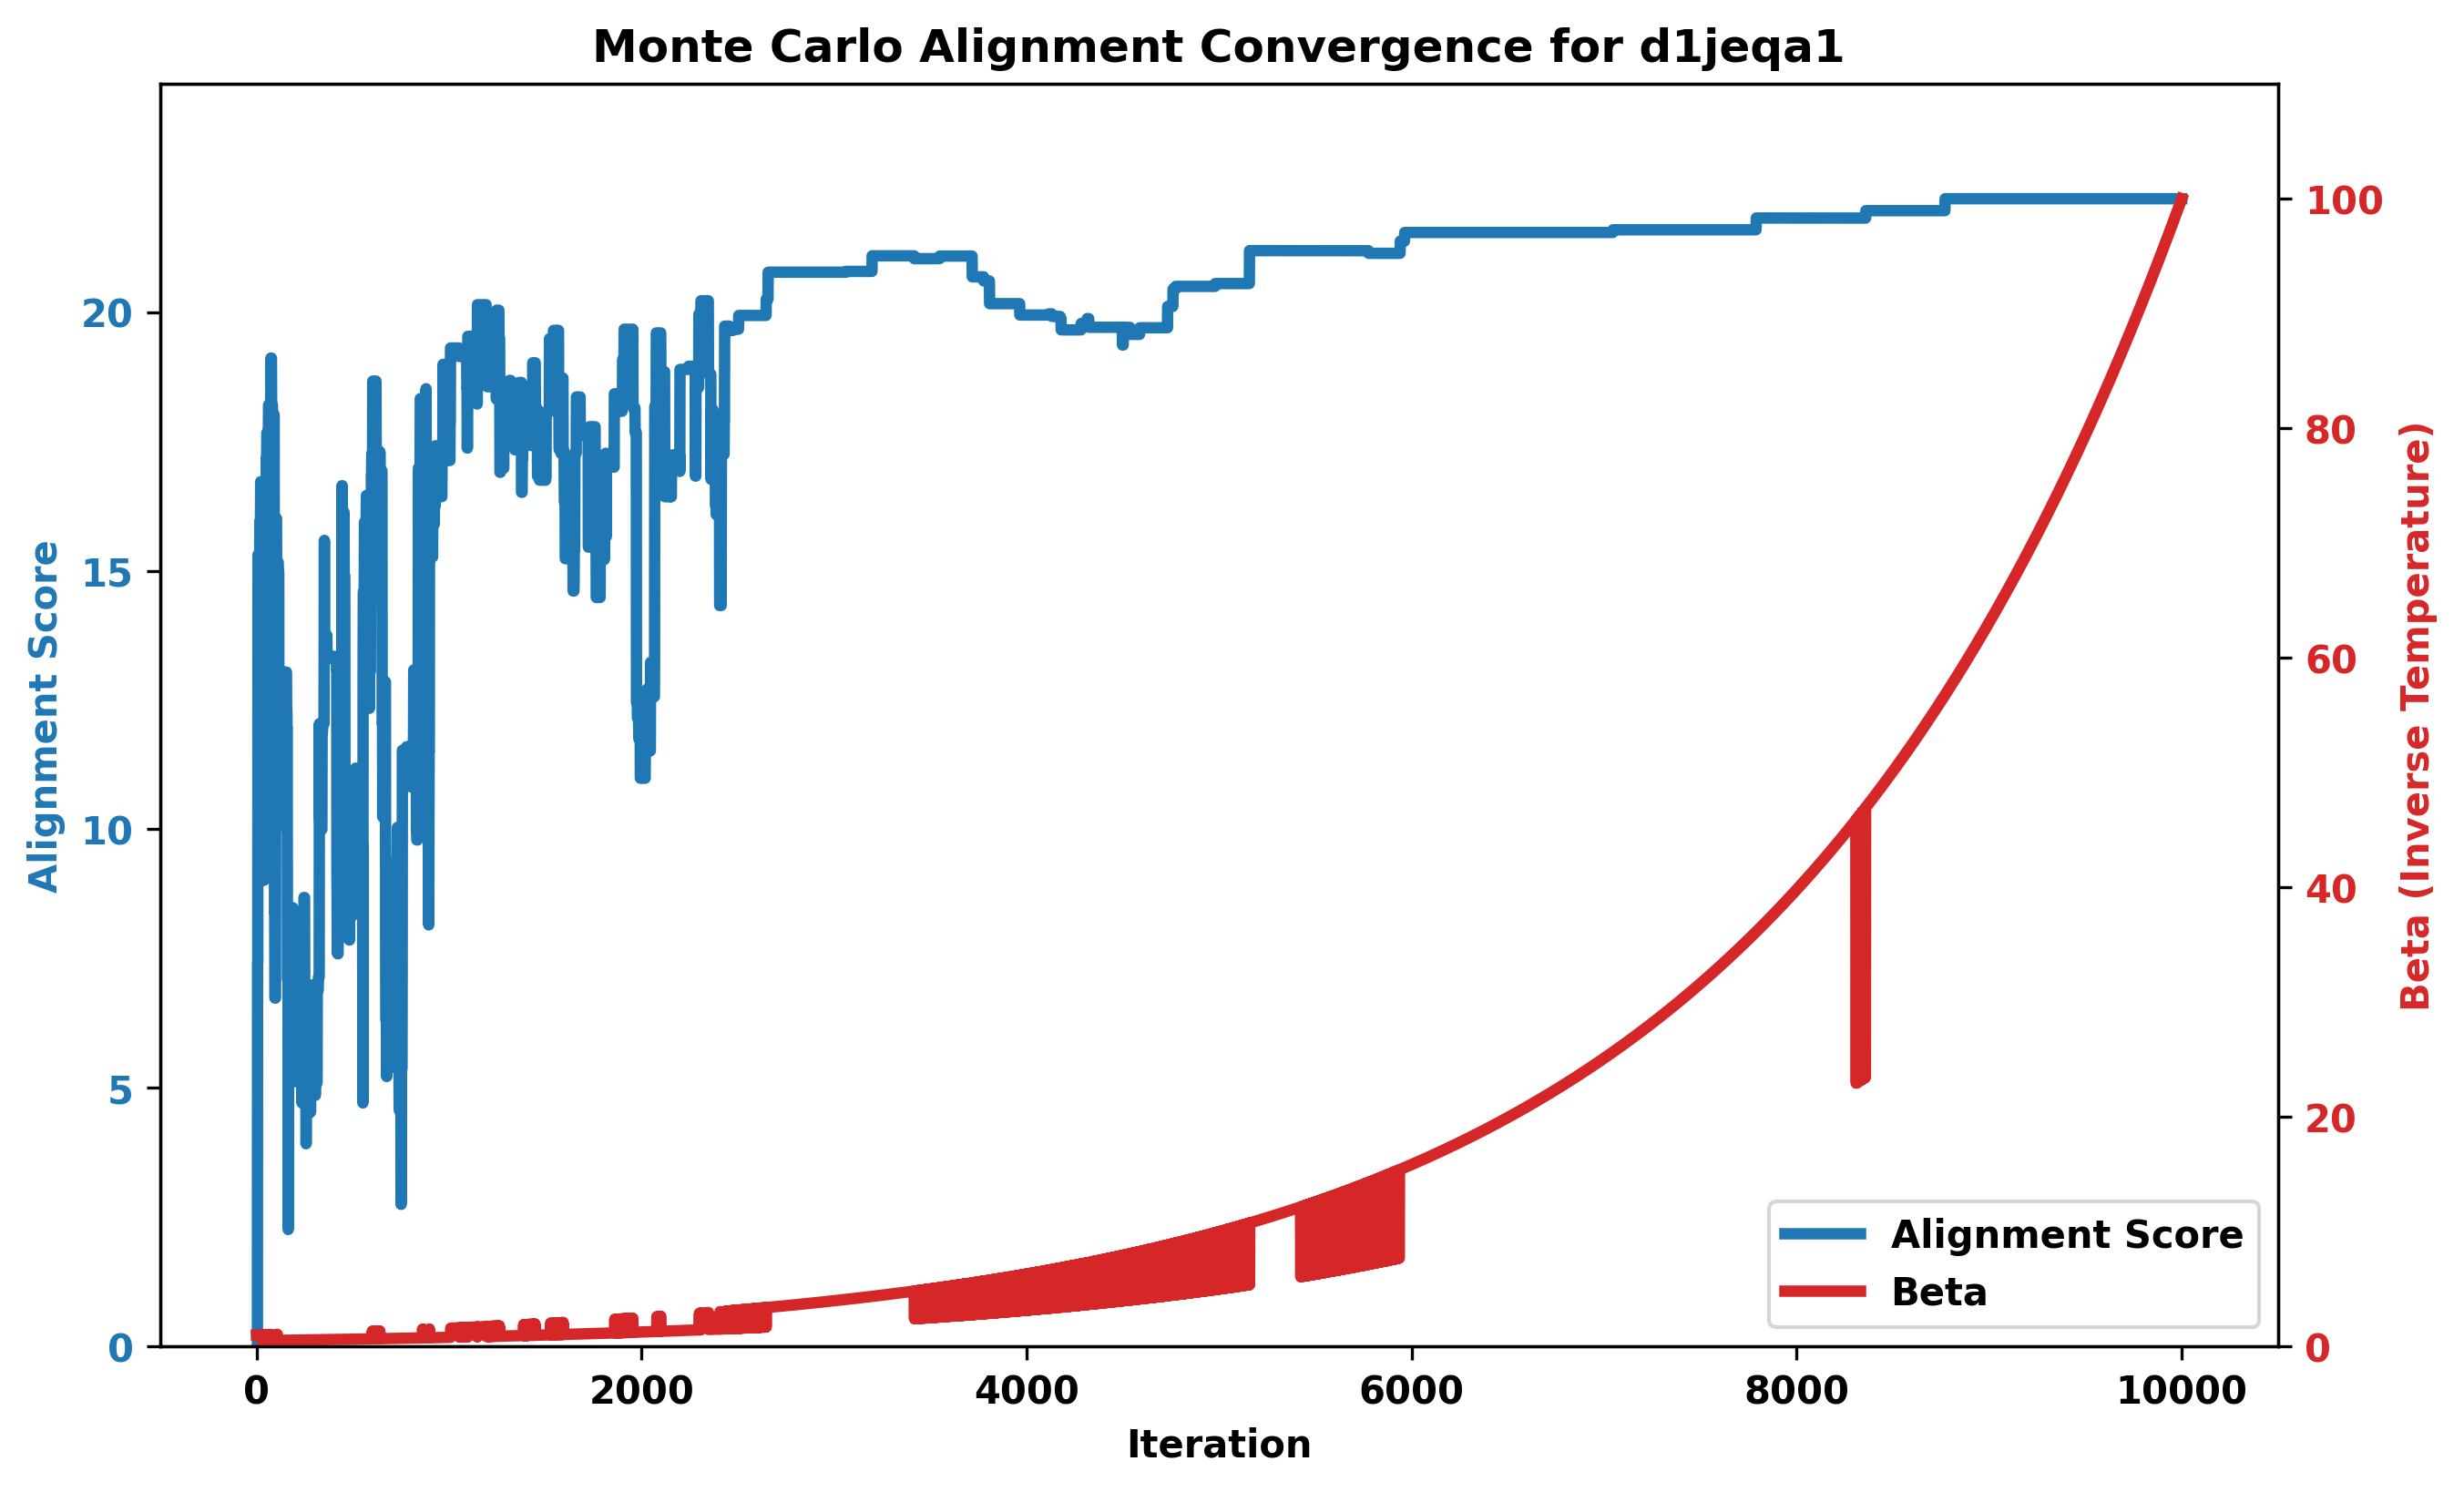 Monte Carlo Alignment Convergence for d1jeqa1
Alignment Score
20
15
10
5
0
100
80
60
40
20
0
Beta (Inverse Temperature)
Alignment Score
Beta
0 2000 4000 6000 8000 10000
Iteration